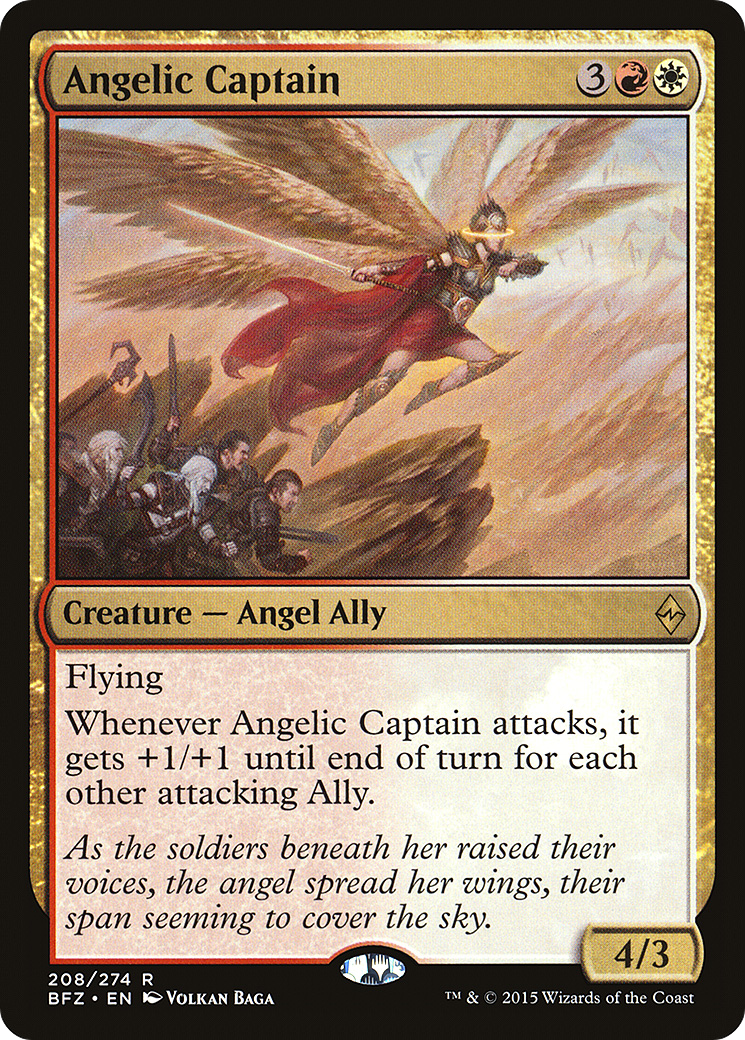 Angelic Captain 3
Creature — Angel Ally
Flying
Whenever Angelic Captain attacks, it
gets +1/+1 until end of turn for each
other attacking Ally.
As the soldiers beneath her raised their
voices, the angel spread her wings, their
span seeming to cover the sky.
4/3
208/274 R
BFZ • EN Volkan Baga
™ & © 2015 Wizards of the Coast